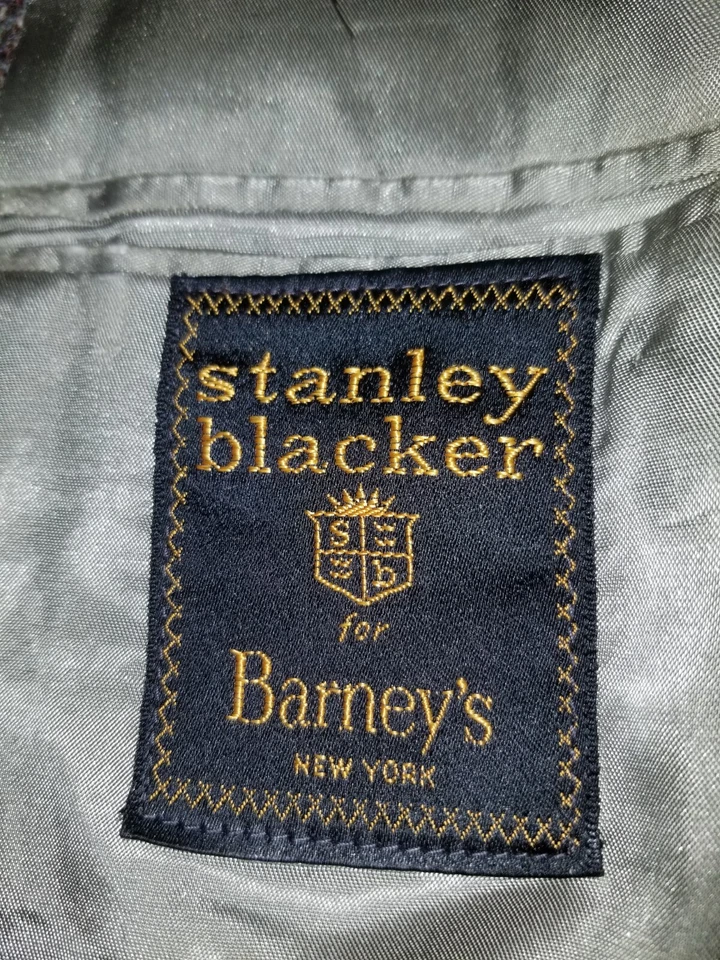 stanley
blacker
S
b
for
Barney's
NEW YORK